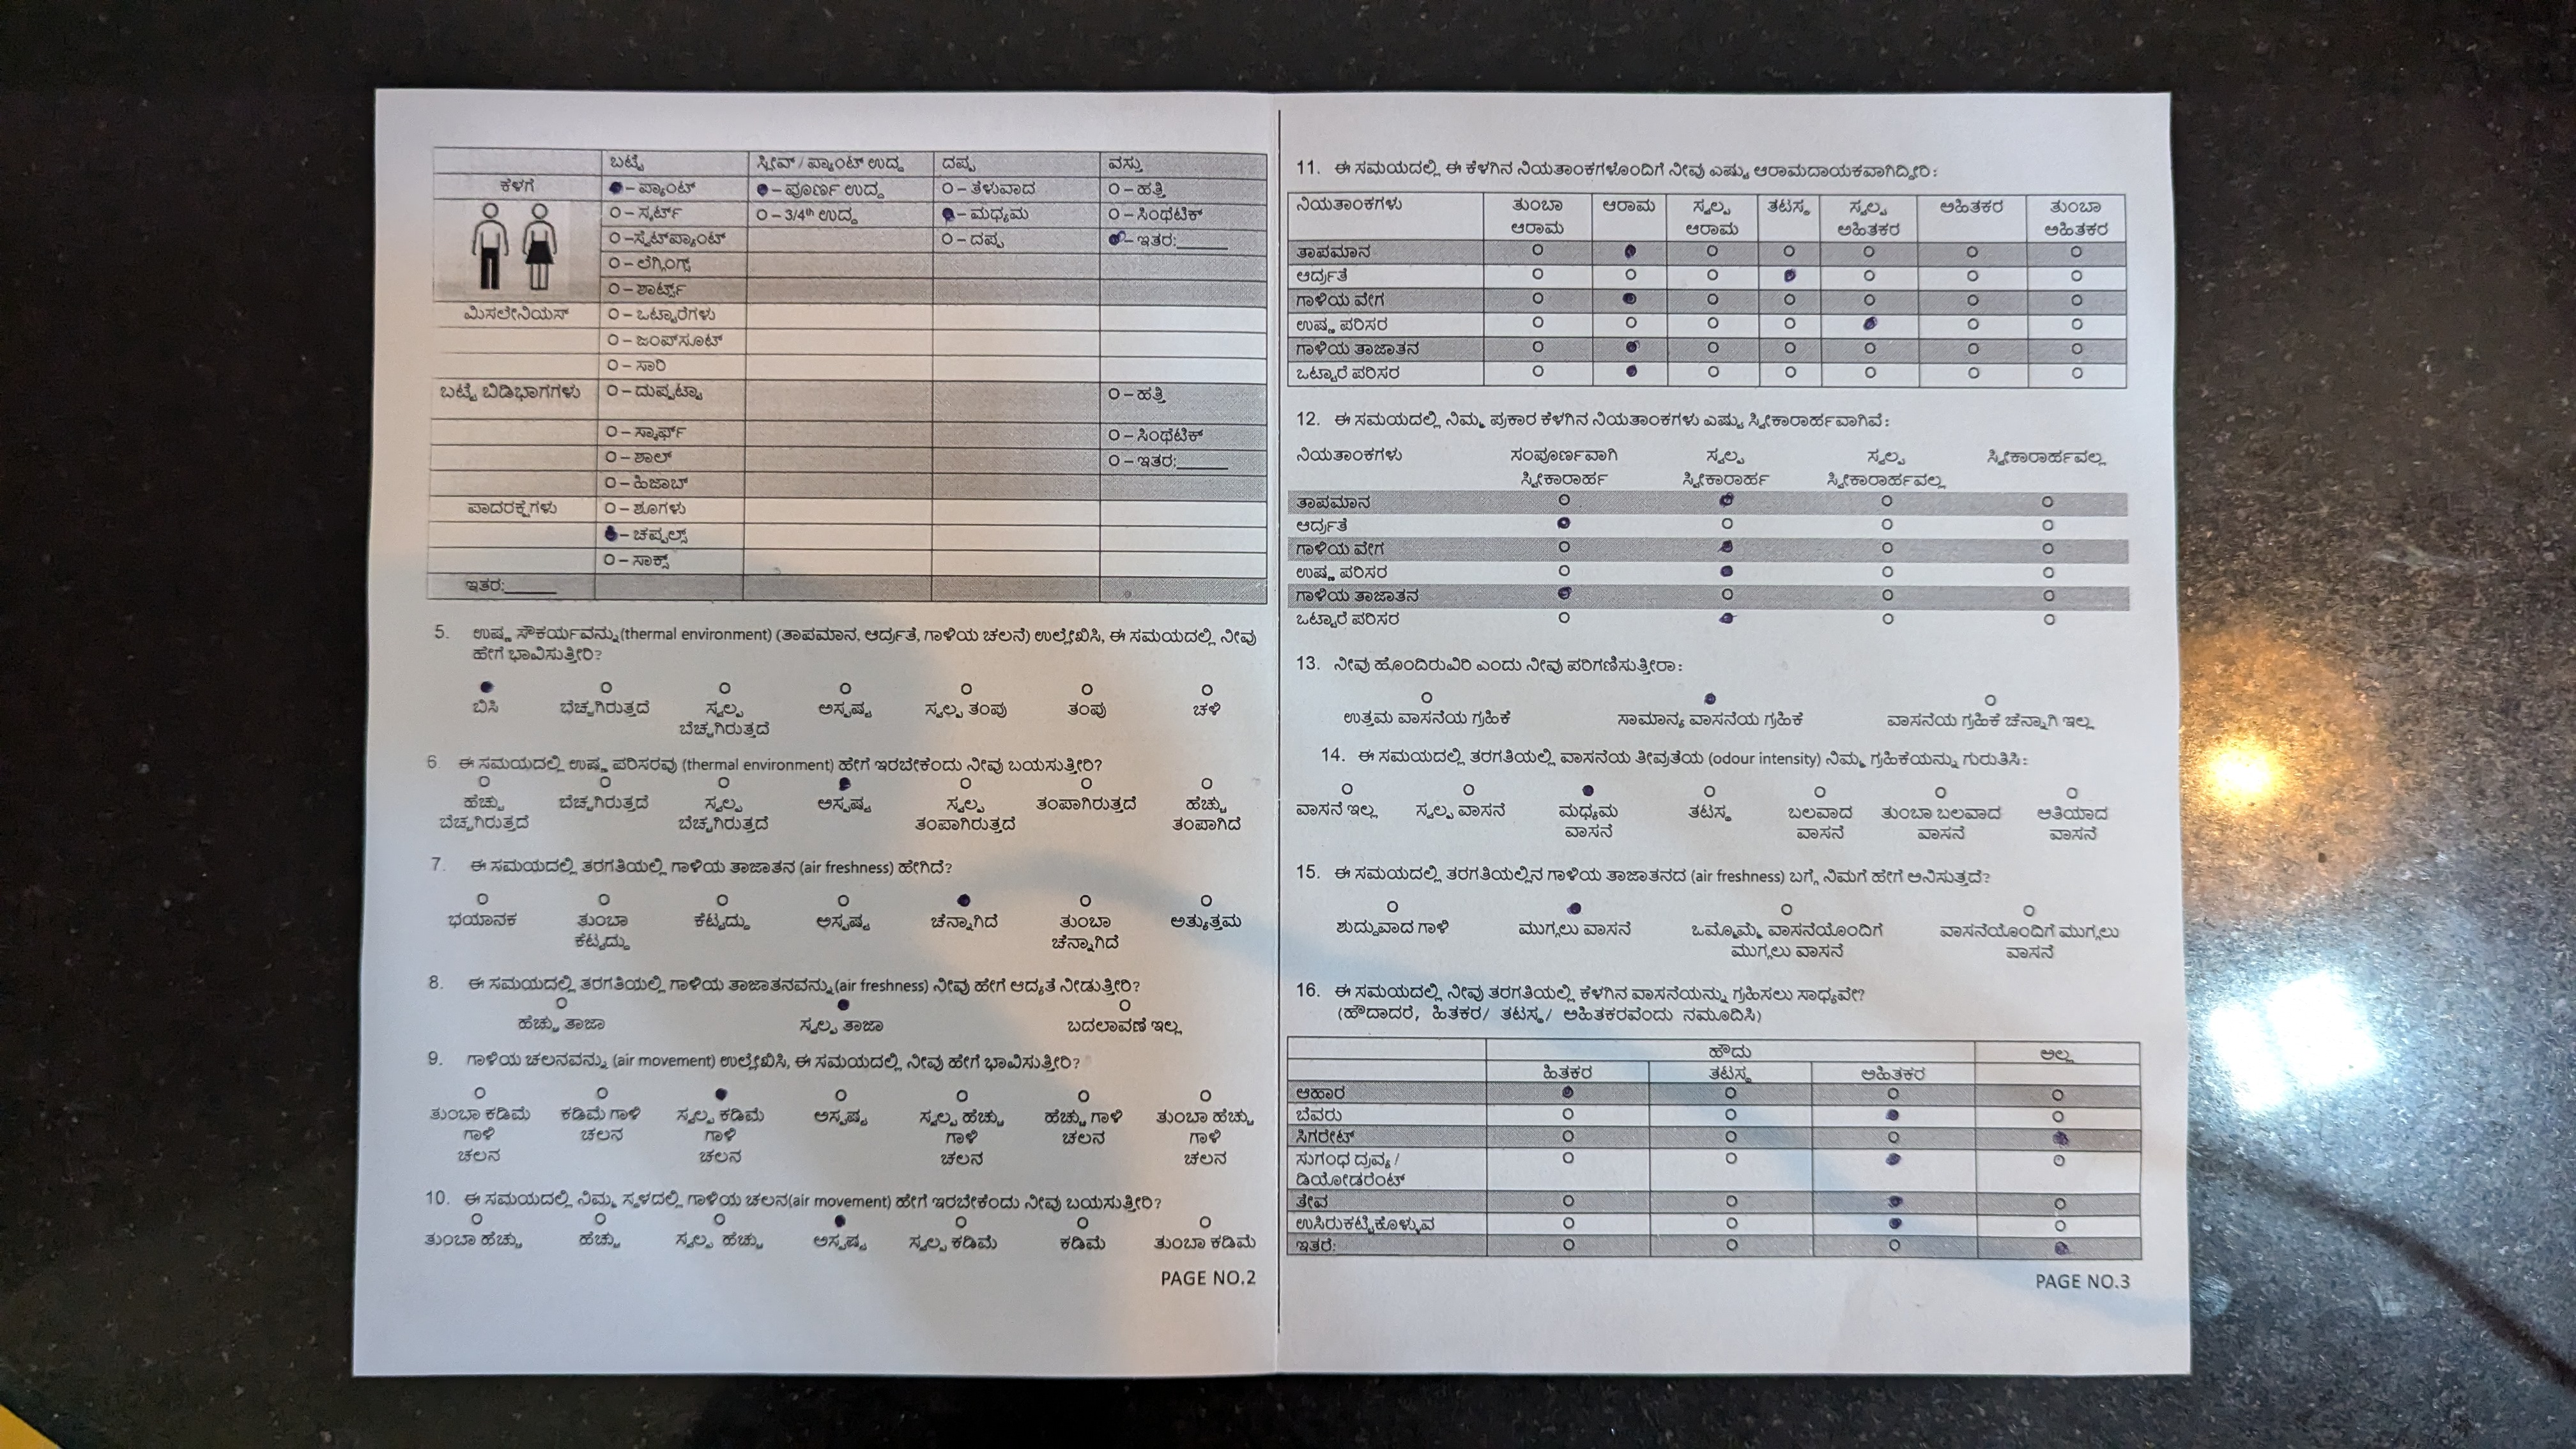 ಬಟ್ಟೆ ಸ್ಲೀವ್ / ಪ್ಯಾಂಟ್ ಉದ್ದ ದಪ್ಪ ವಸ್ತು
ಕೆಳಗೆ O – ಪ್ಯಾಂಟ್ O – ಪೂರ್ಣ ಉದ್ದ O – ತೆಳುವಾದ O – ಹತ್ತಿ
O – ಸ್ಕರ್ಟ್ O – 3/4th ಉದ್ದ O – ಮಧ್ಯಮ O – ಸಿಂಥೆಟಿಕ್
O –ಸ್ವೆಟ್‌ಪ್ಯಾಂಟ್ O – ದಪ್ಪ O – ಇತರ:______
O – ಲೆಗ್ಗಿಂಗ್ಸ್
O – ಶಾರ್ಟ್ಸ್
ಮಿಸಲೇನಿಯಸ್ O – ಒಟ್ಟಾರೆಗಳು
O – ಜಂಪ್‌ಸೂಟ್
O – ಸಾರಿ
ಬಟ್ಟೆ ಬಿಡಿಭಾಗಗಳು O – ದುಪ್ಪಟ್ಟಾ O – ಹತ್ತಿ
O – ಸ್ಕಾರ್ಫ್ O – ಸಿಂಥೆಟಿಕ್
O – ಶಾಲ್ O – ಇತರ:______
O – ಹಿಜಾಬ್
ಪಾದರಕ್ಷೆಗಳು O – ಶೂಗಳು
O – ಚಪ್ಪಲ್ಸ್
O – ಸಾಕ್ಸ್
ಇತರ:______
5. ಉಷ್ಣ ಸೌಕರ್ಯವನ್ನು(thermal environment) (ತಾಪಮಾನ, ಆರ್ದ್ರತೆ, ಗಾಳಿಯ ಚಲನೆ) ಉಲ್ಲೇಖಿಸಿ, ಈ ಸಮಯದಲ್ಲಿ ನೀವು
ಹೇಗೆ ಭಾವಿಸುತ್ತೀರಿ?
ಬಿಸಿ ಬೆಚ್ಚಗಿರುತ್ತದೆ ಸ್ವಲ್ಪ ಅಸ್ಪಷ್ಟ ಸ್ವಲ್ಪ ತಂಪು ತಂಪು ಚಳಿ
ಬೆಚ್ಚಗಿರುತ್ತದೆ
6. ಈ ಸಮಯದಲ್ಲಿ ಉಷ್ಣ ಪರಿಸರವು (thermal environment) ಹೇಗೆ ಇರಬೇಕೆಂದು ನೀವು ಬಯಸುತ್ತೀರಿ?
ಹೆಚ್ಚು ಬೆಚ್ಚಗಿರುತ್ತದೆ ಸ್ವಲ್ಪ ಅಸ್ಪಷ್ಟ ಸ್ವಲ್ಪ ತಂಪಾಗಿರುತ್ತದೆ ಹೆಚ್ಚು
ಬೆಚ್ಚಗಿರುತ್ತದೆ ಬೆಚ್ಚಗಿರುತ್ತದೆ ತಂಪಾಗಿರುತ್ತದೆ ತಂಪಾಗಿದೆ
7. ಈ ಸಮಯದಲ್ಲಿ ತರಗತಿಯಲ್ಲಿ ಗಾಳಿಯ ತಾಜಾತನ (air freshness) ಹೇಗಿದೆ?
ಭಯಾನಕ ತುಂಬಾ ಕೆಟ್ಟದ್ದು ಅಸ್ಪಷ್ಟ ಚೆನ್ನಾಗಿದೆ ತುಂಬಾ ಅತ್ಯುತ್ತಮ
ಕೆಟ್ಟದ್ದು ಚೆನ್ನಾಗಿದೆ
8. ಈ ಸಮಯದಲ್ಲಿ ತರಗತಿಯಲ್ಲಿ ಗಾಳಿಯ ತಾಜಾತನವನ್ನು(air freshness) ನೀವು ಹೇಗೆ ಆದ್ಯತೆ ನೀಡುತ್ತೀರಿ?
ಹೆಚ್ಚು ತಾಜಾ ಸ್ವಲ್ಪ ತಾಜಾ ಬದಲಾವಣೆ ಇಲ್ಲ
9. ಗಾಳಿಯ ಚಲನವನ್ನು (air movement) ಉಲ್ಲೇಖಿಸಿ, ಈ ಸಮಯದಲ್ಲಿ ನೀವು ಹೇಗೆ ಭಾವಿಸುತ್ತೀರಿ?
ತುಂಬಾ ಕಡಿಮೆ ಕಡಿಮೆ ಗಾಳಿ ಸ್ವಲ್ಪ ಕಡಿಮೆ ಅಸ್ಪಷ್ಟ ಸ್ವಲ್ಪ ಹೆಚ್ಚು ಹೆಚ್ಚು ಗಾಳಿ ತುಂಬಾ ಹೆಚ್ಚು
ಗಾಳಿ ಚಲನ ಗಾಳಿ ಗಾಳಿ ಚಲನ ಗಾಳಿ
ಚಲನ ಚಲನ ಚಲನ ಚಲನ
10. ಈ ಸಮಯದಲ್ಲಿ ನಿಮ್ಮ ಸ್ಥಳದಲ್ಲಿ ಗಾಳಿಯ ಚಲನ(air movement) ಹೇಗೆ ಇರಬೇಕೆಂದು ನೀವು ಬಯಸುತ್ತೀರಿ?
ತುಂಬಾ ಹೆಚ್ಚು ಹೆಚ್ಚು ಸ್ವಲ್ಪ ಹೆಚ್ಚು ಅಸ್ಪಷ್ಟ ಸ್ವಲ್ಪ ಕಡಿಮೆ ಕಡಿಮೆ ತುಂಬಾ ಕಡಿಮೆ
PAGE NO.2
11. ಈ ಸಮಯದಲ್ಲಿ ಈ ಕೆಳಗಿನ ನಿಯತಾಂಕಗಳೊಂದಿಗೆ ನೀವು ಎಷ್ಟು ಆರಾಮದಾಯಕವಾಗಿದ್ದೀರಿ:
ನಿಯತಾಂಕಗಳು ತುಂಬಾ ಆರಾಮ ಸ್ವಲ್ಪ ತಟಸ್ಥ ಸ್ವಲ್ಪ ಅಹಿತಕರ ತುಂಬಾ
ಆರಾಮ ಆರಾಮ ಅಹಿತಕರ ಅಹಿತಕರ
ತಾಪಮಾನ
ಆರ್ದ್ರತೆ
ಗಾಳಿಯ ವೇಗ
ಉಷ್ಣ ಪರಿಸರ
ಗಾಳಿಯ ತಾಜಾತನ
ಒಟ್ಟಾರೆ ಪರಿಸರ
12. ಈ ಸಮಯದಲ್ಲಿ ನಿಮ್ಮ ಪ್ರಕಾರ ಕೆಳಗಿನ ನಿಯತಾಂಕಗಳು ಎಷ್ಟು ಸ್ವೀಕಾರಾರ್ಹವಾಗಿವೆ:
ನಿಯತಾಂಕಗಳು ಸಂಪೂರ್ಣವಾಗಿ ಸ್ವಲ್ಪ ಸ್ವಲ್ಪ ಸ್ವೀಕಾರಾರ್ಹವಲ್ಲ
ಸ್ವೀಕಾರಾರ್ಹ ಸ್ವೀಕಾರಾರ್ಹ ಸ್ವೀಕಾರಾರ್ಹವಲ್ಲ
ತಾಪಮಾನ
ಆರ್ದ್ರತೆ
ಗಾಳಿಯ ವೇಗ
ಉಷ್ಣ ಪರಿಸರ
ಗಾಳಿಯ ತಾಜಾತನ
ಒಟ್ಟಾರೆ ಪರಿಸರ
13. ನೀವು ಹೊಂದಿರುವಿರಿ ಎಂದು ನೀವು ಪರಿಗಣಿಸುತ್ತೀರಾ:
ಉತ್ತಮ ವಾಸನೆಯ ಗ್ರಹಿಕೆ ಸಾಮಾನ್ಯ ವಾಸನೆಯ ಗ್ರಹಿಕೆ ವಾಸನೆಯ ಗ್ರಹಿಕೆ ಚೆನ್ನಾಗಿ ಇಲ್ಲ
14. ಈ ಸಮಯದಲ್ಲಿ ತರಗತಿಯಲ್ಲಿ ವಾಸನೆಯ ತೀವ್ರತೆಯ (odour intensity) ನಿಮ್ಮ ಗ್ರಹಿಕೆಯನ್ನು ಗುರುತಿಸಿ:
ವಾಸನೆ ಇಲ್ಲ ಸ್ವಲ್ಪ ವಾಸನೆ ಮಧ್ಯಮ ತಟಸ್ಥ ಬಲವಾದ ತುಂಬಾ ಬಲವಾದ ಅತಿಯಾದ
ವಾಸನೆ ವಾಸನೆ ವಾಸನೆ ವಾಸನೆ
15. ಈ ಸಮಯದಲ್ಲಿ ತರಗತಿಯಲ್ಲಿನ ಗಾಳಿಯ ತಾಜಾತನದ (air freshness) ಬಗ್ಗೆ ನಿಮಗೆ ಹೇಗೆ ಅನಿಸುತ್ತದೆ?
ಶುದ್ಧುವಾದ ಗಾಳಿ ಮುಗ್ಗಲು ವಾಸನೆ ಒಮ್ಮೊಮ್ಮೆ ವಾಸನೆಯೊಂದಿಗೆ ವಾಸನೆಯೊಂದಿಗೆ ಮುಗ್ಗಲು
ಮುಗ್ಗಲು ವಾಸನೆ ವಾಸನೆ
16. ಈ ಸಮಯದಲ್ಲಿ ನೀವು ತರಗತಿಯಲ್ಲಿ ಕೆಳಗಿನ ವಾಸನೆಯನ್ನು ಗ್ರಹಿಸಲು ಸಾಧ್ಯವೇ?
(ಹೌದಾದರೆ, ಹಿತಕರ/ ತಟಸ್ಥ/ ಅಹಿತಕರವೆಂದು ನಮೂದಿಸಿ)
ಹೌದು ಅಲ್ಲ
ಹಿತಕರ ತಟಸ್ಥ ಅಹಿತಕರ
ಆಹಾರ
ಬೆವರು
ಸಿಗರೇಟ್
ಸುಗಂಧ ದ್ರವ್ಯ /
ಡಿಯೋಡರೆಂಟ್
ತೇವ
ಉಸಿರುಕಟ್ಟಿಕೊಳ್ಳುವ
ಇತರೆ:
PAGE NO.3